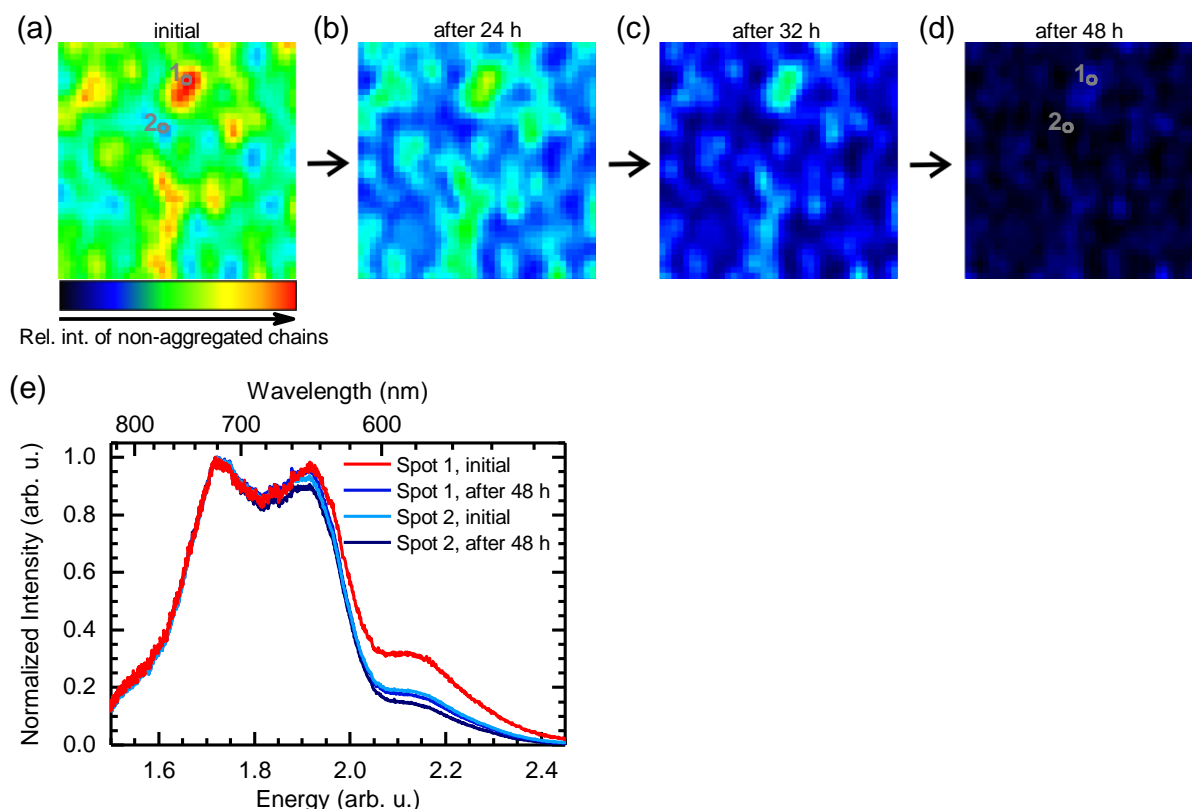 (a) initial (b) after 24 h (c) after 32 h (d) after 48 h
1
2
1
2
Rel. int. of non-aggregated chains
(e)
Wavelength (nm)
800 700 600
1.0
0.8
0.6
0.4
0.2
0.0
Normalized Intensity (arb. u.)
Spot 1, initial
Spot 1, after 48 h
Spot 2, initial
Spot 2, after 48 h
1.6 1.8 2.0 2.2 2.4
Energy (arb. u.)